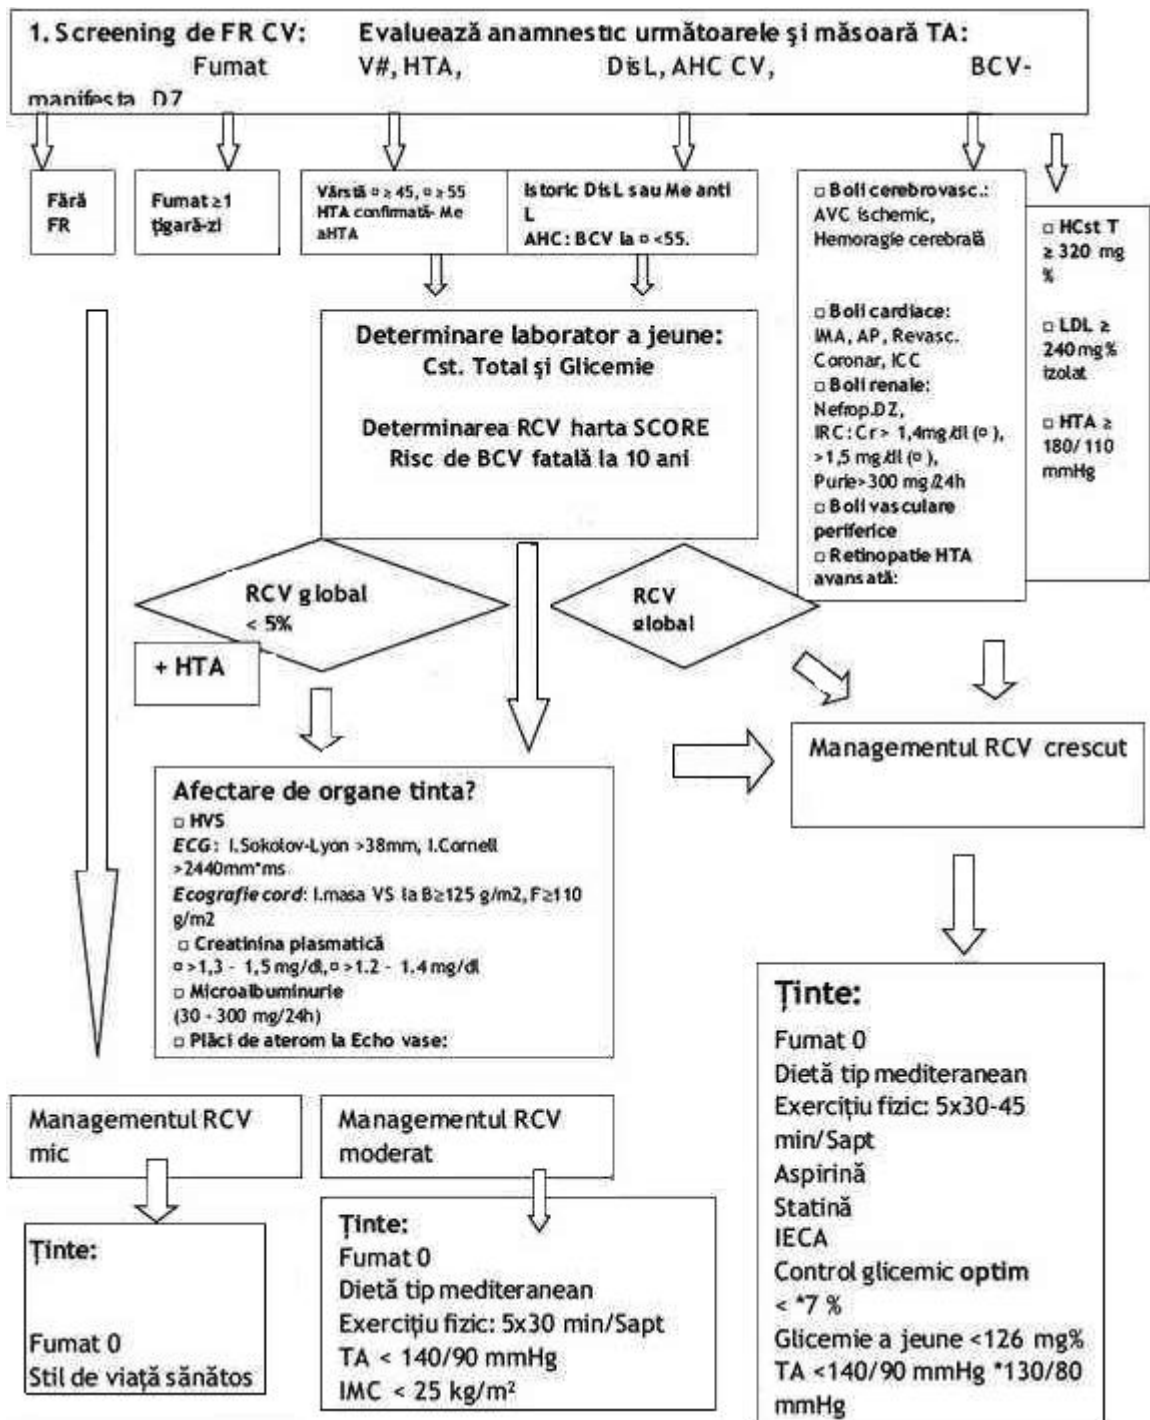 1. Screening de FR CV: Evaluează anamnestic următoarele şi măsoară TA:
Fumat V#, HTA, DisL, AHC CV, BCV-
manifesta DZ
Fără
FR
Fumat ≥1
ţigară-zi
Vârstă ¤ ≥ 45, ¤ ≥ 55
HTA confirmată- Me
aHTA
Istoric DisL sau Me anti
L
AHC: BCV la ¤ <55.
□ Boli cerebrovasc.:
AVC ischemic,
Hemoragie cerebrală
□ Boli cardiace:
IMA, AP, Revasc.
Coronar, ICC
□ Boli renale:
Nefrop.DZ,
IRC: Cr > 1,4mg/dl (¤ ),
>1,5 mg/dl (¤ ),
Purie>300 mg/24h
□ Boli vasculare
periferice
□ Retinopatie HTA
avansată:
□ HCst T
≥ 320 mg
%
□ LDL ≥
240mg%
izolat
□ HTA ≥
180/110
mmHg
Determinare laborator a jeune:
Cst. Total şi Glicemie
Determinarea RCV harta SCORE
Risc de BCV fatală la 10 ani
RCV global
< 5%
RCV
global
+ HTA
Managementul RCV crescut
Afectare de organe tinta?
□ HVS
ECG: I.Sokolov-Lyon >38mm, I.Cornell
>2440mm*ms
Ecografie cord: I.masa VS la B≥125 g/m2, F≥110
g/m2
□ Creatinina plasmatică
¤ >1,3 - 1,5 mg/dl, ¤ >1.2 - 1.4 mg/dl
□ Microalbuminurie
(30 - 300 mg/24h)
□ Plăci de aterom la Echo vase:
Managementul RCV
mic
Managementul RCV
moderat
Ţinte:
Fumat 0
Stil de viaţă sănătos
Ţinte:
Fumat 0
Dietă tip mediteranean
Exerciţiu fizic: 5x30 min/Sapt
TA < 140/90 mmHg
IMC < 25 kg/m²
Ţinte:
Fumat 0
Dietă tip mediteranean
Exerciţiu fizic: 5x30-45
min/Sapt
Aspirină
Statină
IECA
Control glicemic optim
< *7 %
Glicemie a jeune <126 mg%
TA <140/90 mmHg *130/80
mmHg